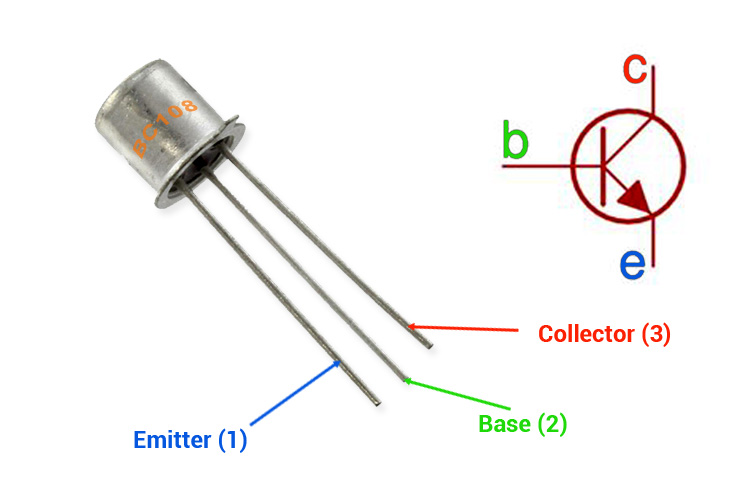 BC108
c
b
e
Collector (3)
Base (2)
Emitter (1)